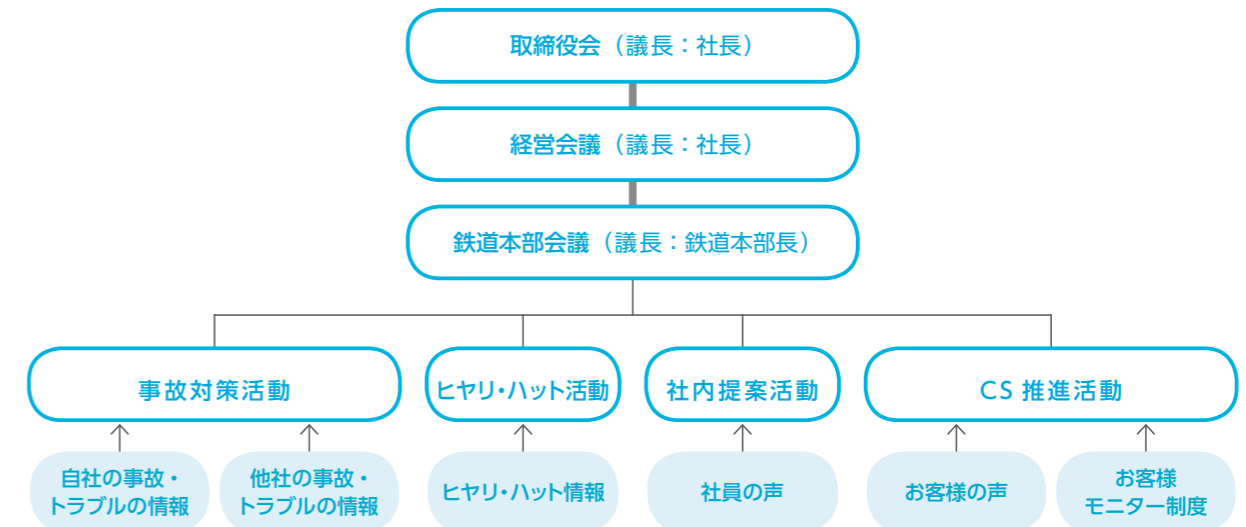 取締役会（議長：社長）
経営会議（議長：社長）
鉄道本部会議（議長：鉄道本部長）
事故対策活動
ヒヤリ・ハット活動
社内提案活動
CS 推進活動
自社の事故・
トラブルの情報
他社の事故・
トラブルの情報
ヒヤリ・ハット情報
社員の声
お客様の声
お客様
モニター制度